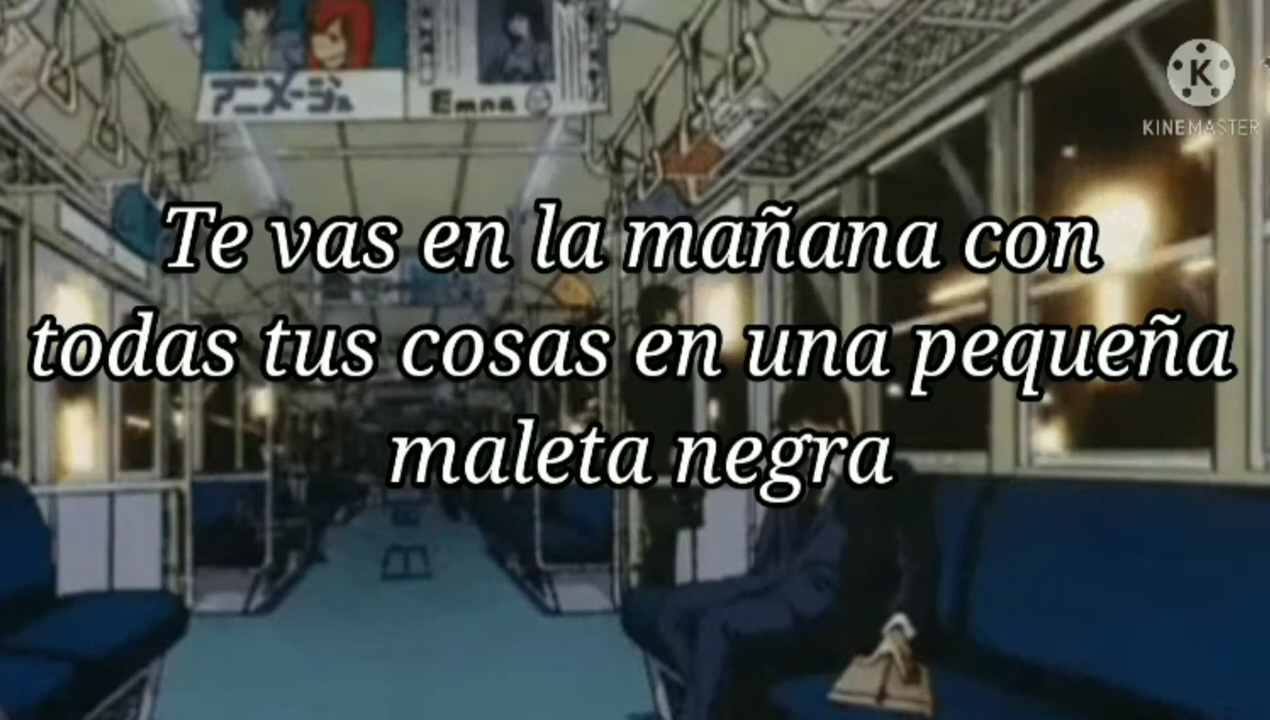 アニメージュ
Emna
KINEMASTER
Te vas en la mañana con
todas tus cosas en una pequeña
maleta negra